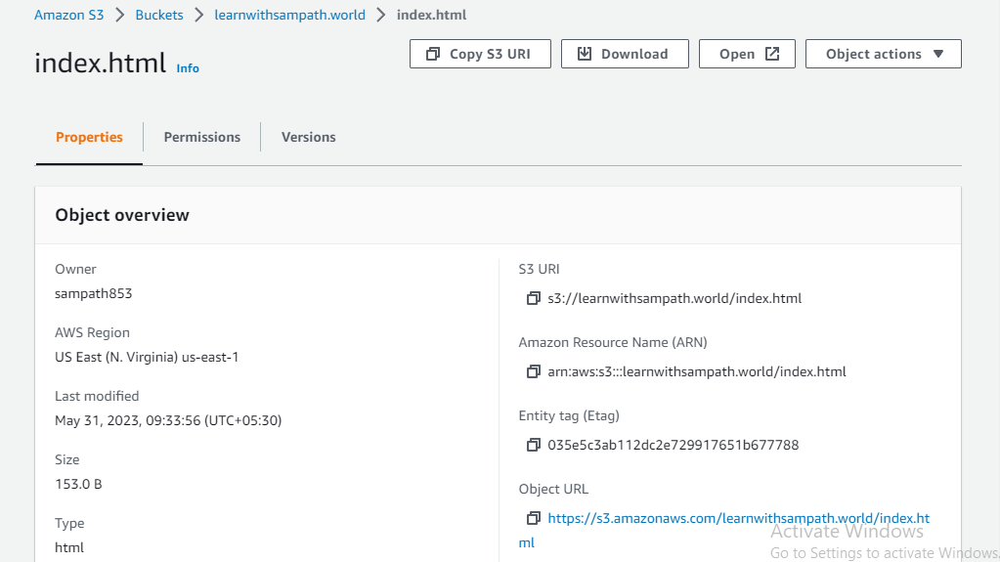 Amazon S3 > Buckets > learnwithsampath.world > index.html
index.html Info
Copy S3 URI
Download
Open
Object actions ▼
Properties
Permissions
Versions
Object overview
Owner
sampath853
AWS Region
US East (N. Virginia) us-east-1
Last modified
May 31, 2023, 09:33:56 (UTC+05:30)
Size
153.0 B
Type
html
S3 URI
s3://learnwithsampath.world/index.html
Amazon Resource Name (ARN)
arn:aws:s3:::learnwithsampath.world/index.html
Entity tag (Etag)
035e5c3ab112dc2e729917651b677788
Object URL
https://s3.amazonaws.com/learnwithsampath.world/index.ht
ml
Activate Windows
Go to Settings to activate Windows.